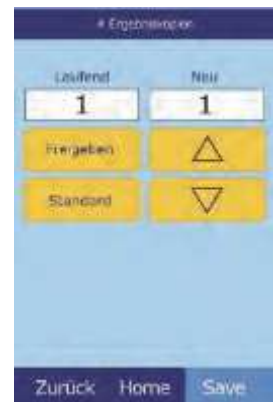 # Ergebniskopien
Laufend Neu
1 1
Freigeben
Standard
Zurück Home Save